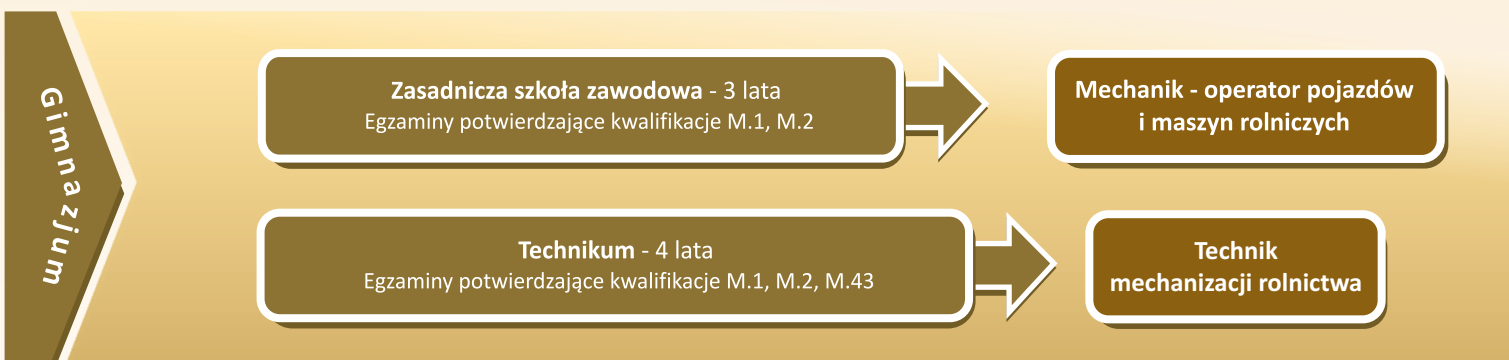 Gimnazjum
Zasadnicza szkoła zawodowa - 3 lata
Egzaminy potwierdzające kwalifikacje M.1, M.2
Mechanik - operator pojazdów
i maszyn rolniczych
Technikum - 4 lata
Egzaminy potwierdzające kwalifikacje M.1, M.2, M.43
Technik
mechanizacji rolnictwa